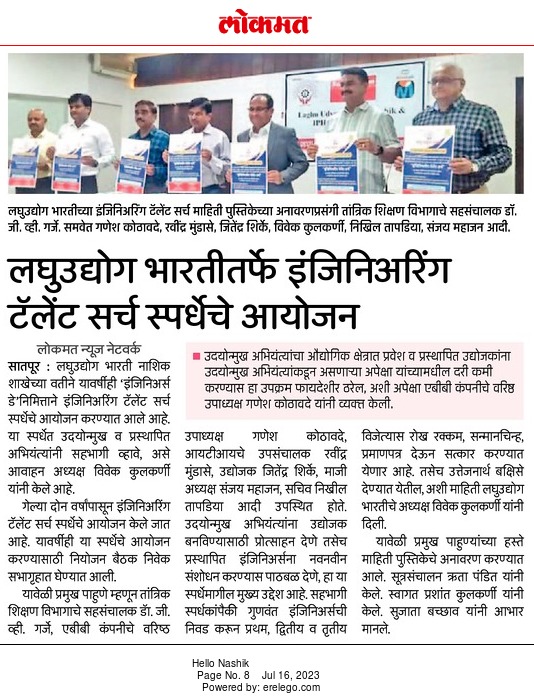 लोकमत
Laghu Udy
& IPH
लघुउद्योग भारतीच्या इंजिनिअरिंग टॅलेंट सर्च माहिती पुस्तिकेच्या अनावरणप्रसंगी तांत्रिक शिक्षण विभागाचे सहसंचालक डॉ.
जी. व्ही. गर्जे. समवेत गणेश कोठावदे, रवींद्र मुंडासे, जितेंद्र शिर्के, विवेक कुलकर्णी, निखिल तापडिया, संजय महाजन आदी.
लघुउद्योग भारतीतर्फे इंजिनिअरिंग
टॅलेंट सर्च स्पर्धेचे आयोजन
लोकमत न्यूज नेटवर्क
सातपूर : लघुउद्योग भारती नाशिक
शाखेच्या वतीने यावर्षीही ‘इंजिनिअर्स
डे’निमित्ताने इंजिनिअरिंग टॅलेंट सर्च
स्पर्धेचे आयोजन करण्यात आले आहे.
या स्पर्धेत उदयोन्मुख व प्रस्थापित
अभियंत्यांनी सहभागी व्हावे, असे
आवाहन अध्यक्ष विवेक कुलकर्णी
यांनी केले आहे.
गेल्या दोन वर्षांपासून इंजिनिअरिंग
टॅलेंट सर्च स्पर्धेचे आयोजन केले जात
आहे. यावर्षीही या स्पर्धेचे आयोजन
करण्यासाठी नियोजन बैठक निवेक
सभागृहात घेण्यात आली.
यावेळी प्रमुख पाहुणे म्हणून तांत्रिक
शिक्षण विभागाचे सहसंचालक डॉ. जी.
व्ही. गर्जे, एबीबी कंपनीचे वरिष्ठ
उदयोन्मुख अभियंत्यांचा औद्योगिक क्षेत्रात प्रवेश व प्रस्थापित उद्योजकांना
उदयोन्मुख अभियंत्यांकडून असणाऱ्या अपेक्षा यांच्यामधील दरी कमी
करण्यास हा उपक्रम फायदेशीर ठरेल, अशी अपेक्षा एबीबी कंपनीचे वरिष्ठ
उपाध्यक्ष गणेश कोठावदे यांनी व्यक्त केली.
उपाध्यक्ष गणेश कोठावदे,
आयटीआयचे उपसंचालक रवींद्र
मुंडासे, उद्योजक जितेंद्र शिर्के, माजी
अध्यक्ष संजय महाजन, सचिव निखील
तापडिया आदी उपस्थित होते.
उदयोन्मुख अभियंत्यांना उद्योजक
बनविण्यासाठी प्रोत्साहन देणे तसेच
प्रस्थापित इंजिनिअर्सना नवनवीन
संशोधन करण्यास पाठबळ देणे, हा या
स्पर्धेमागील मुख्य उद्देश आहे. सहभागी
स्पर्धकांपैकी गुणवंत इंजिनिअर्सची
निवड करून प्रथम, द्वितीय व तृतीय
विजेत्यास रोख रक्कम, सन्मानचिन्ह,
प्रमाणपत्र देऊन सत्कार करण्यात
येणार आहे. तसेच उत्तेजनार्थ बक्षिसे
देण्यात येतील, अशी माहिती लघुउद्योग
भारतीचे अध्यक्ष विवेक कुलकर्णी यांनी
दिली.
यावेळी प्रमुख पाहुण्यांच्या हस्ते
माहिती पुस्तिकेचे अनावरण करण्यात
आले. सूत्रसंचालन ऋता पंडित यांनी
केले. स्वागत प्रशांत कुलकर्णी यांनी
केले. सुजाता बच्छाव यांनी आभार
मानले.
Hello Nashik
Page No. 8 Jul 16, 2023
Powered by: erelego.com